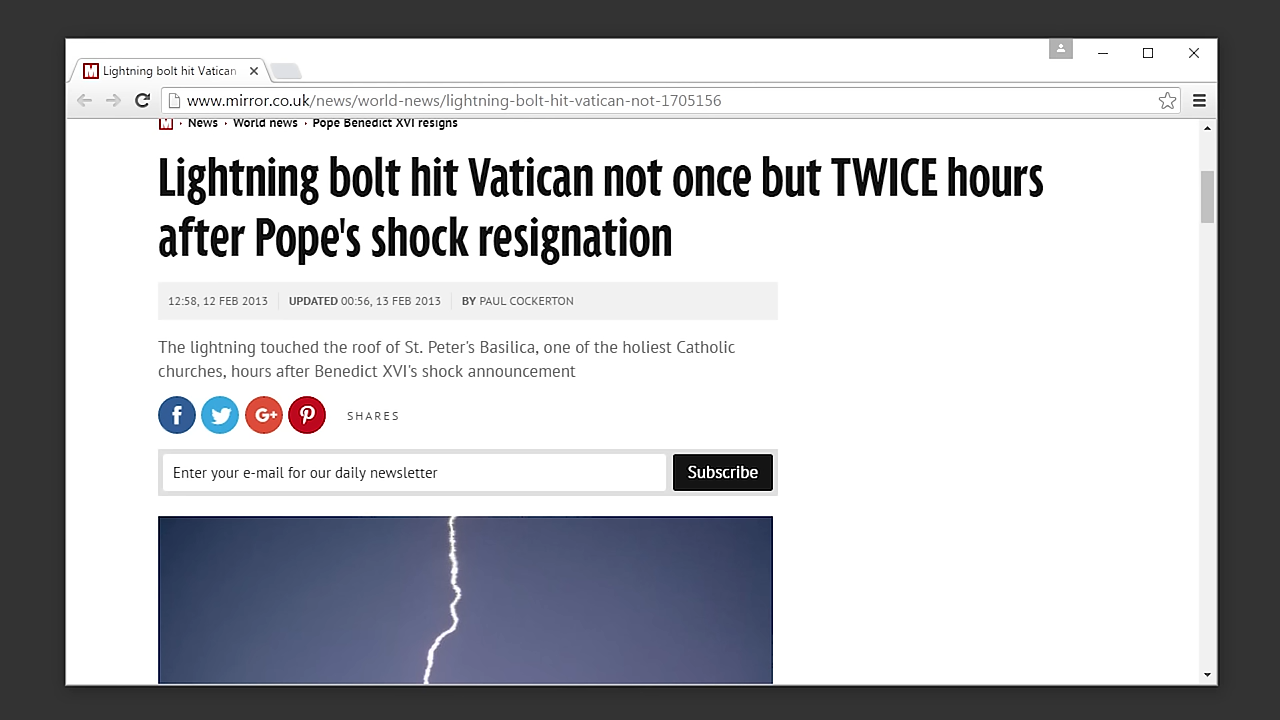 M Lightning bolt hit Vatican
www.mirror.co.uk/news/world-news/lightning-bolt-hit-vatican-not-1705156
M › News › World news › Pope Benedict XVI resigns
Lightning bolt hit Vatican not once but TWICE hours
after Pope's shock resignation
12:58, 12 FEB 2013 UPDATED 00:56, 13 FEB 2013 BY PAUL COCKERTON
The lightning touched the roof of St. Peter's Basilica, one of the holiest Catholic
churches, hours after Benedict XVI's shock announcement
f G+ SHARES
Enter your e-mail for our daily newsletter Subscribe